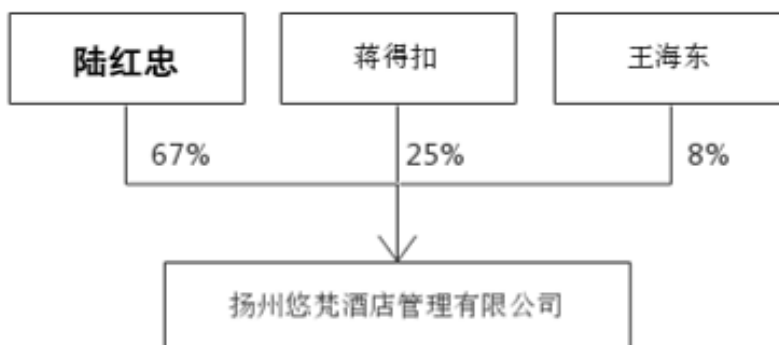 陆红忠
蒋得扣
王海东
67%
25%
8%
扬州悠梵酒店管理有限公司